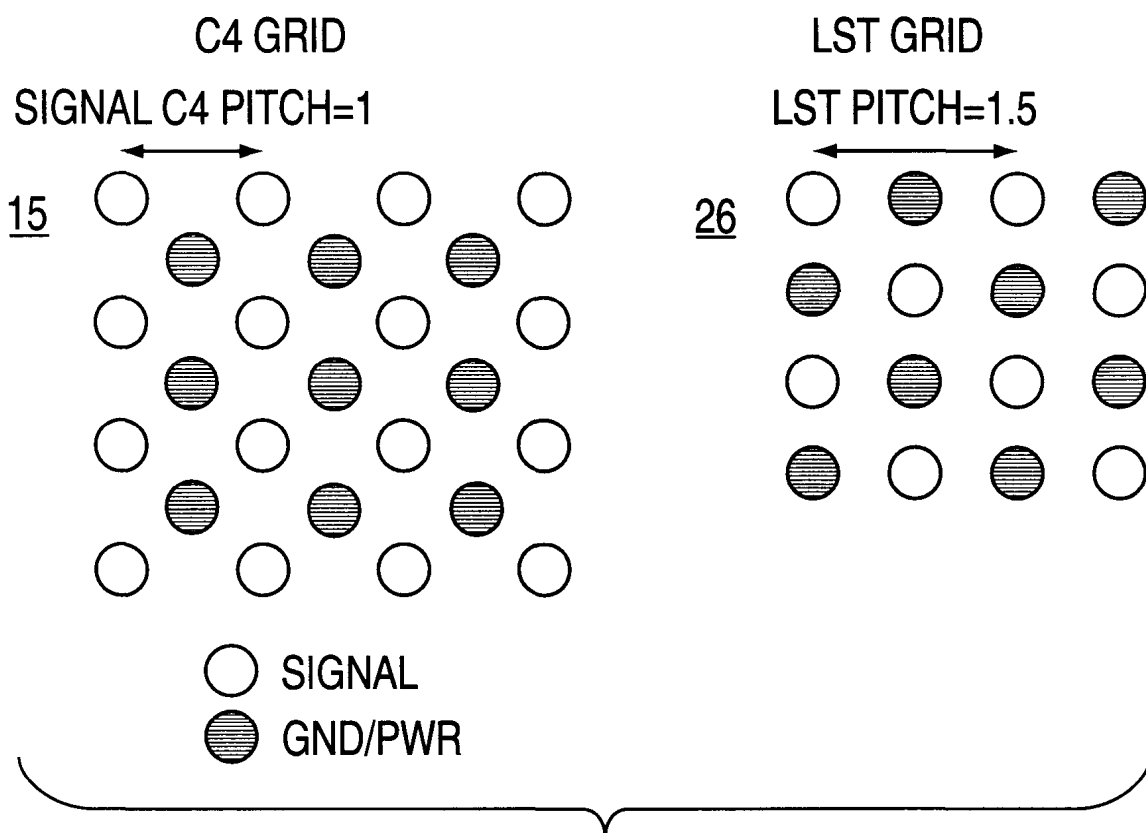 C4 GRID
SIGNAL C4 PITCH=1
15
LST GRID
LST PITCH=1.5
26
SIGNAL
GND/PWR